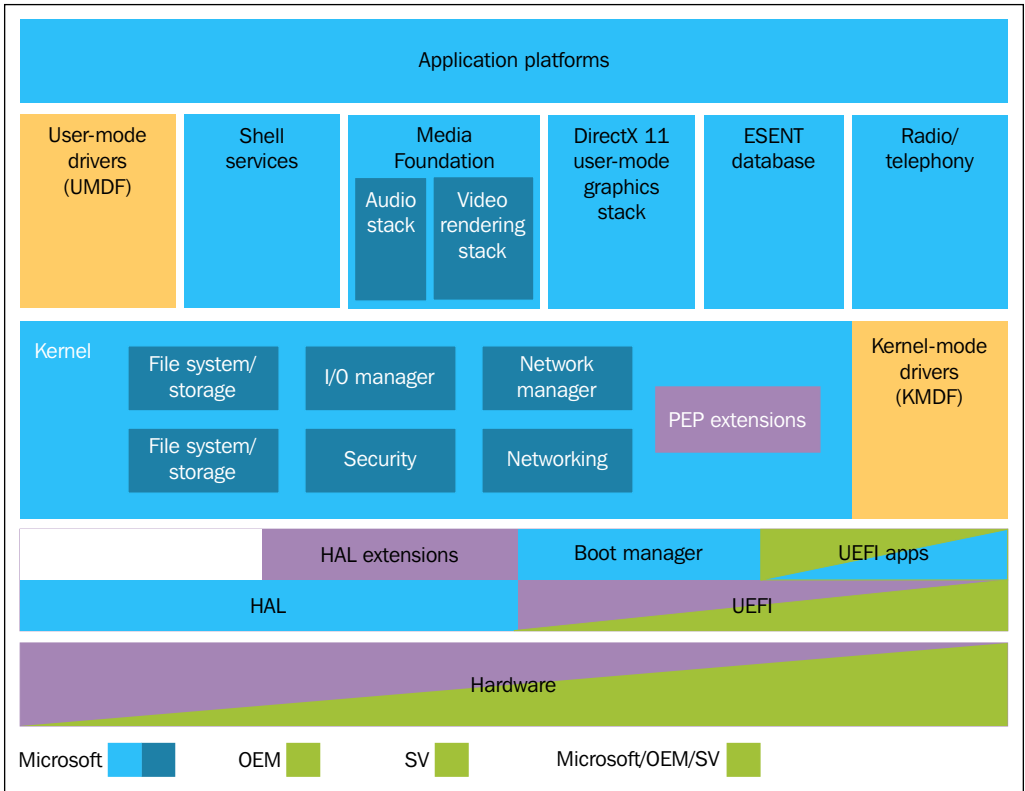 Application platforms
User-mode
drivers
(UMDF)
Shell
services
Media
Foundation
Audio
stack
Video
rendering
stack
DirectX 11
user-mode
graphics
stack
ESENT
database
Radio/
telephony
Kernel
File system/
storage
I/O manager
Network
manager
File system/
storage
Security
Networking
PEP extensions
Kernel-mode
drivers
(KMDF)
HAL extensions
Boot manager
UEFI apps
HAL
UEFI
Hardware
Microsoft
OEM
SV
Microsoft/OEM/SV